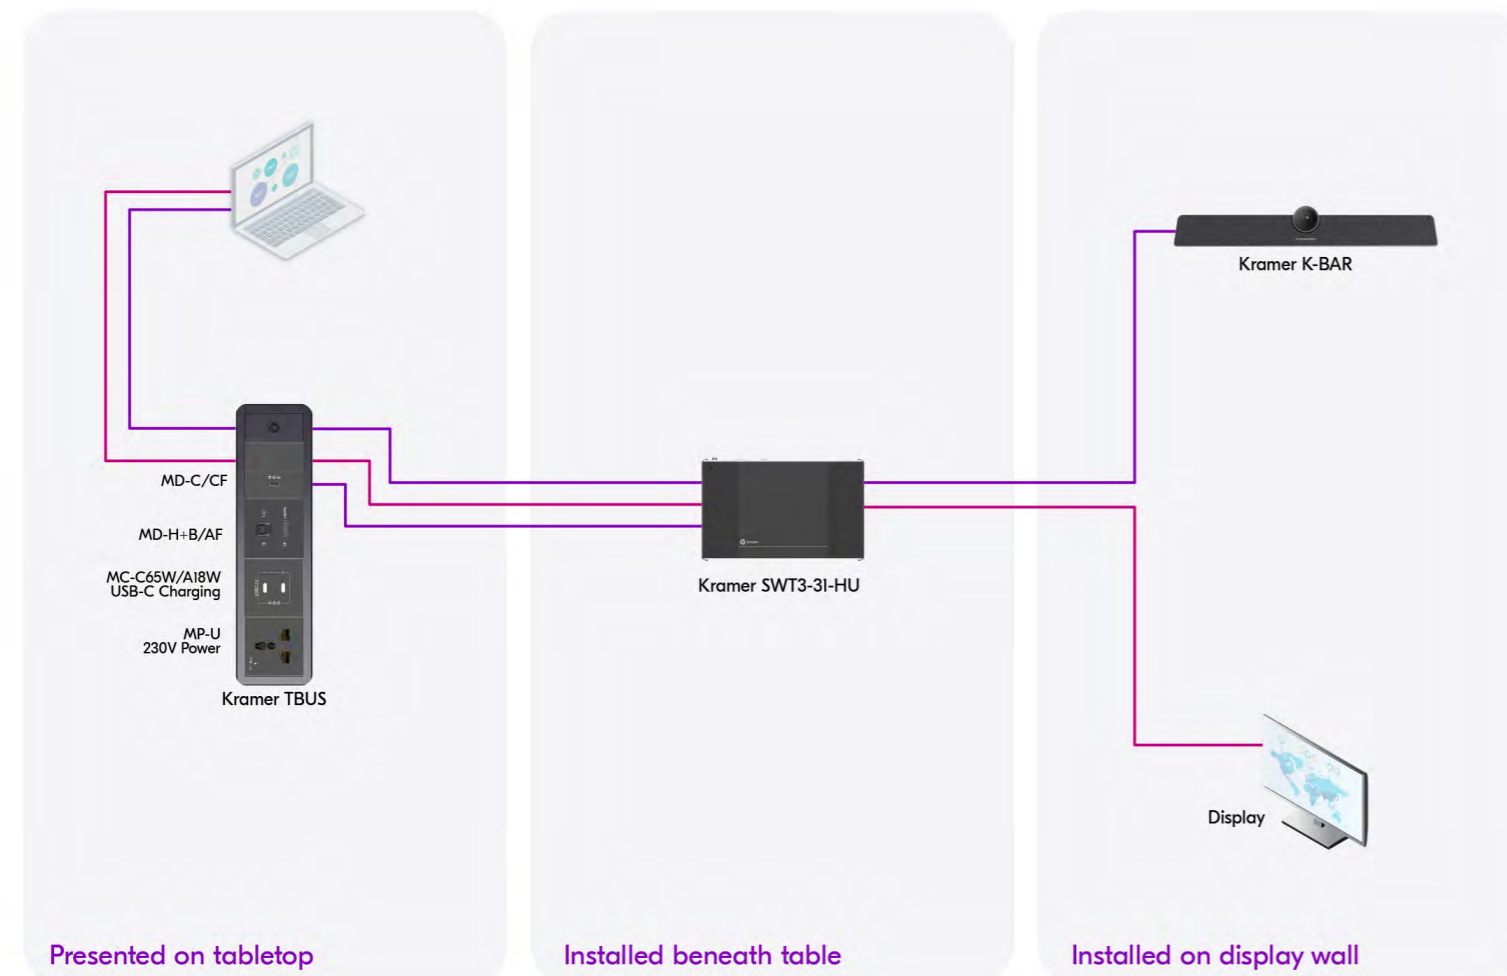 Kramer K-BAR
MD-C/CF
MD-H+B/AF
MC-C65W/A18W
USB-C Charging
MP-U
230V Power
Kramer TBUS
Kramer SWT3-31-HU
Display
Presented on tabletop
Installed beneath table
Installed on display wall